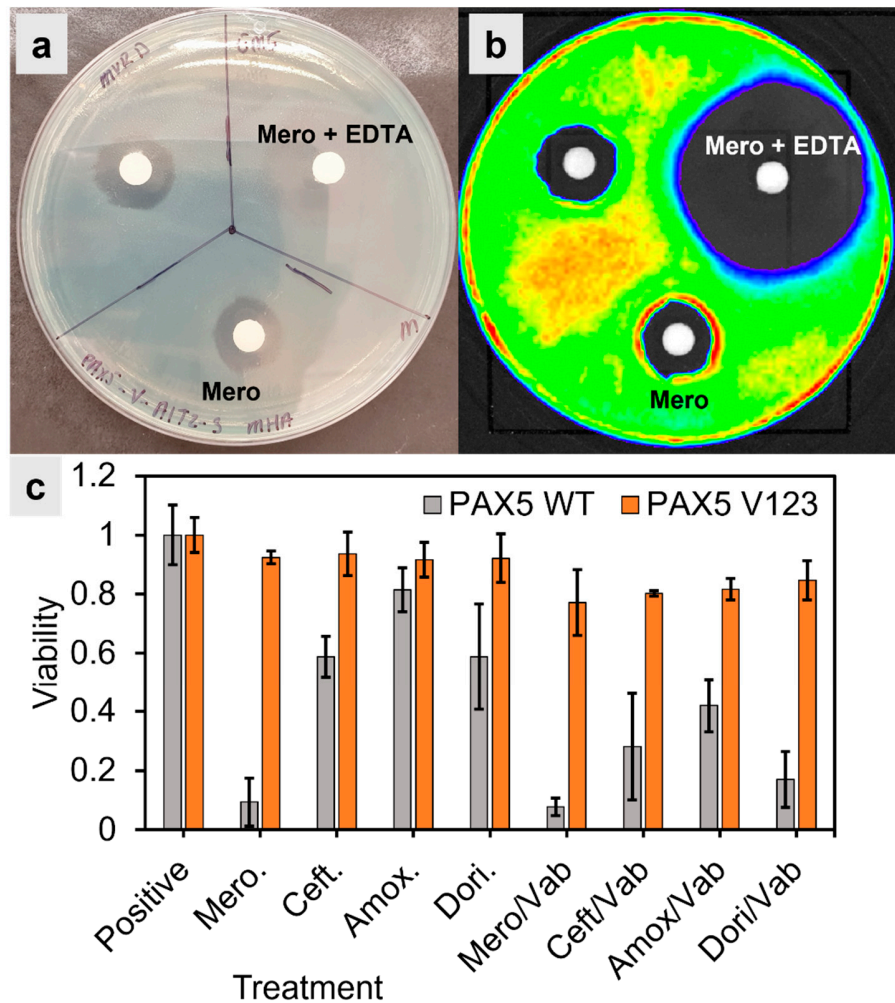 a
b
Mero + EDTA
Mero
Mero + EDTA
Mero
MHA
M
c
PAX5 WT
PAX5 V123
1.2
1
0.8
0.6
0.4
0.2
0
Viability
Positive
Mero.
Ceft.
Amox.
Dori.
Mero/Vab
Ceft/Vab
Amox/Vab
Dori/Vab
Treatment